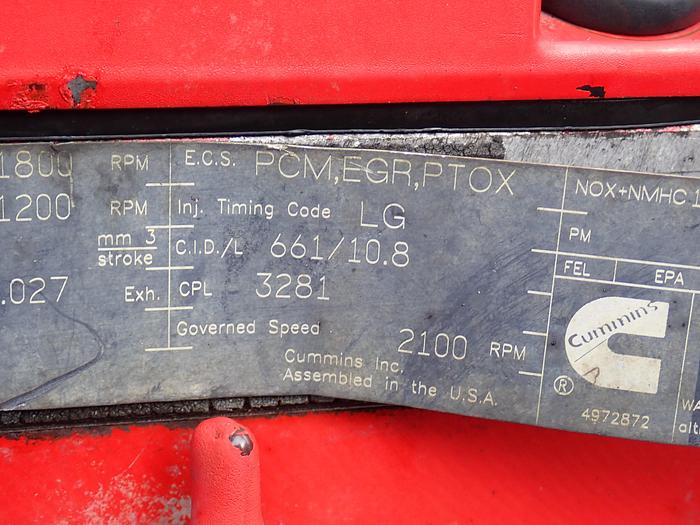 1800 RPM E.C.S. PCM,EGR,PTOX NOX+NMHC
1200 RPM Inj. Timing Code LG PM
mm 3
stroke
C.I.D./L 661/10.8
FEL EPA
.027 Exh. CPL 3281
Cummins
Governed Speed 2100 RPM
Cummins Inc.
Assembled in the U.S.A.
®
4972872